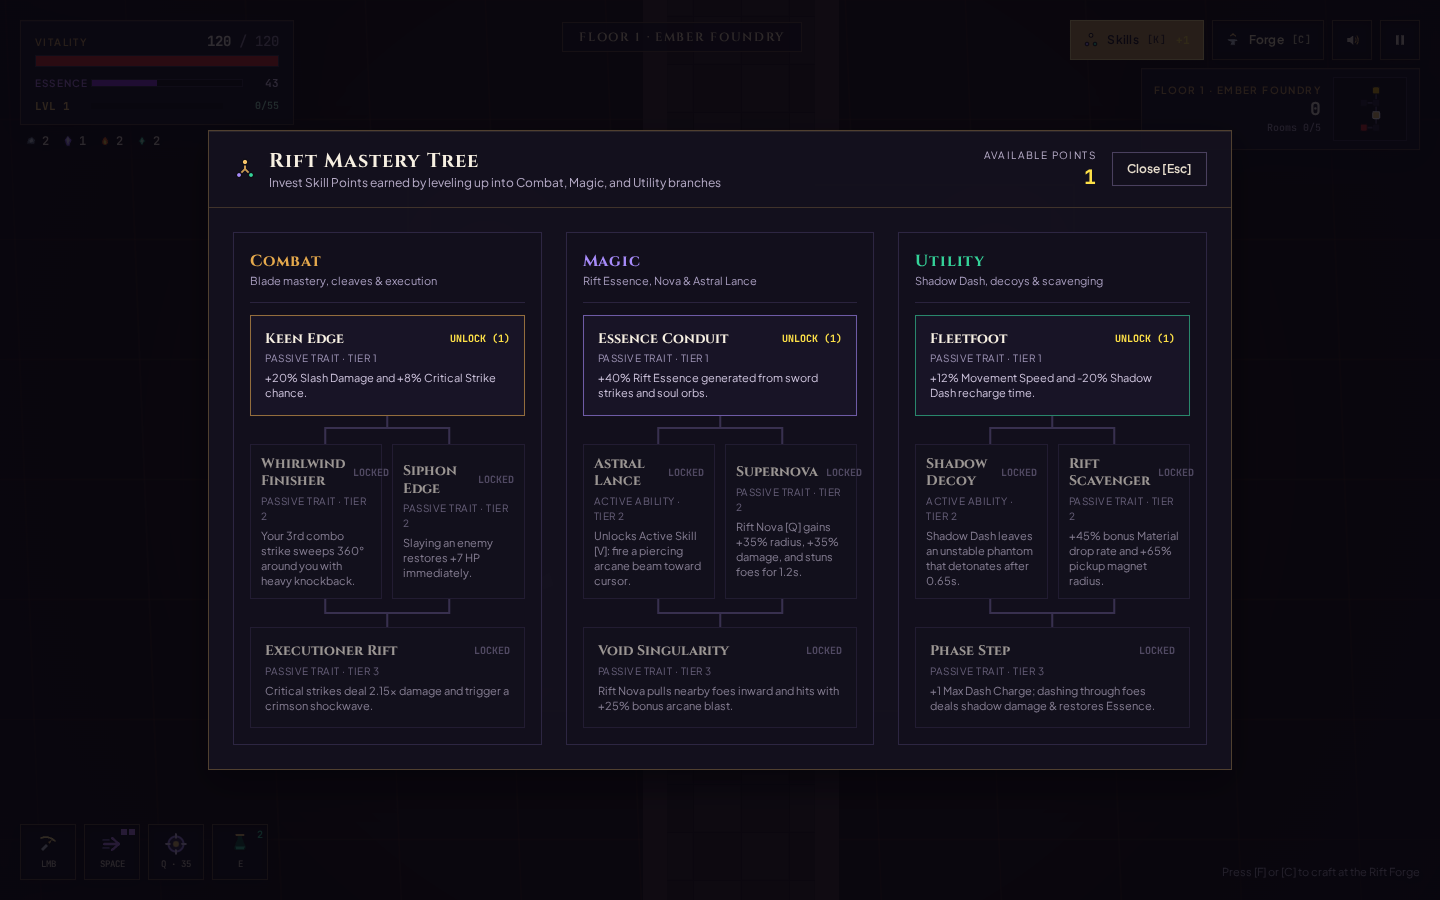 VITALITY 120 / 120
ESSENCE 43
LVL 1 0/55
2 1 2 2
FLOOR 1 · EMBER FOUNDRY
Skills [K] +1
Forge [C]
FLOOR 1 · EMBER FOUNDRY
0
Rooms 0/5
RIFT MASTERY TREE
Invest Skill Points earned by leveling up into Combat, Magic, and Utility branches
AVAILABLE POINTS
1
Close [Esc]
COMBAT
Blade mastery, cleaves & execution
KEEN EDGE UNLOCK (1)
PASSIVE TRAIT · TIER 1
+20% Slash Damage and +8% Critical Strike
chance.
WHIRLWIND
FINISHER
LOCKED
PASSIVE TRAIT · TIER
2
Your 3rd combo
strike sweeps 360°
around you with
heavy knockback.
SIPHON
EDGE
LOCKED
PASSIVE TRAIT · TIER
2
Slaying an enemy
restores +7 HP
immediately.
EXECUTIONER RIFT LOCKED
PASSIVE TRAIT · TIER 3
Critical strikes deal 2.15x damage and trigger a
crimson shockwave.
MAGIC
Rift Essence, Nova & Astral Lance
ESSENCE CONDUIT UNLOCK (1)
PASSIVE TRAIT · TIER 1
+40% Rift Essence generated from sword
strikes and soul orbs.
ASTRAL
LANCE
LOCKED
ACTIVE ABILITY ·
TIER 2
Unlocks Active Skill
[V]: fire a piercing
arcane beam toward
cursor.
SUPERNOVA LOCKED
PASSIVE TRAIT · TIER
2
Rift Nova [Q] gains
+35% radius, +35%
damage, and stuns
foes for 1.2s.
VOID SINGULARITY LOCKED
PASSIVE TRAIT · TIER 3
Rift Nova pulls nearby foes inward and hits with
+25% bonus arcane blast.
UTILITY
Shadow Dash, decoys & scavenging
FLEETFOOT UNLOCK (1)
PASSIVE TRAIT · TIER 1
+12% Movement Speed and -20% Shadow
Dash recharge time.
SHADOW
DECOY
LOCKED
ACTIVE ABILITY ·
TIER 2
Shadow Dash leaves
an unstable phantom
that detonates after
0.65s.
RIFT
SCAVENGER
LOCKED
PASSIVE TRAIT · TIER
2
+45% bonus Material
drop rate and +65%
pickup magnet
radius.
PHASE STEP LOCKED
PASSIVE TRAIT · TIER 3
+1 Max Dash Charge; dashing through foes
deals shadow damage & restores Essence.
LMB
SPACE
Q · 35
2
E
Press [F] or [C] to craft at the Rift Forge